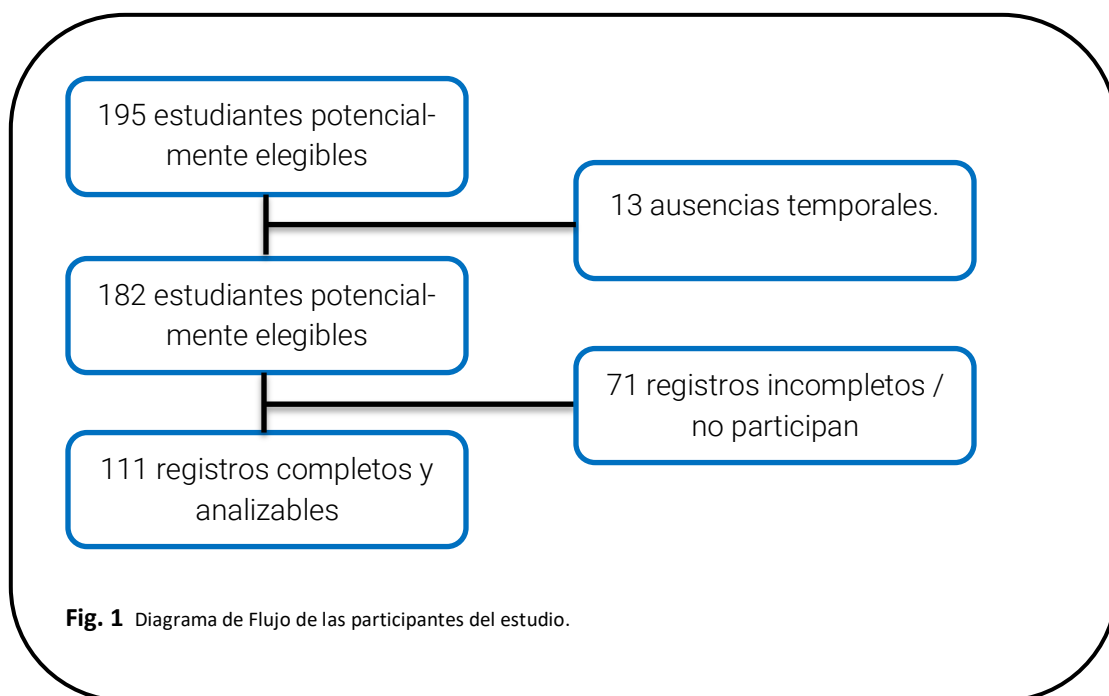 195 estudiantes potencial-
mente elegibles
13 ausencias temporales.
182 estudiantes potencial-
mente elegibles
71 registros incompletos /
no participan
111 registros completos y
analizables
Fig. 1 Diagrama de Flujo de las participantes del estudio.